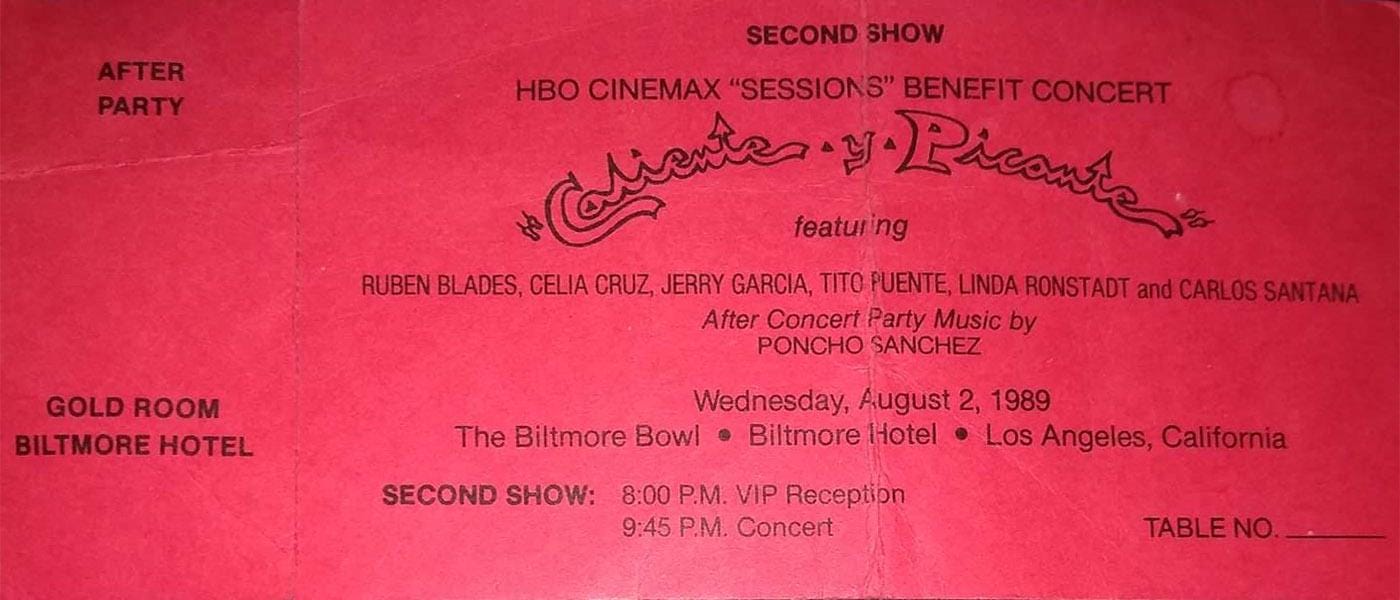 AFTER
PARTY
GOLD ROOM
BILTMORE HOTEL
SECOND SHOW
HBO CINEMAX “SESSIONS” BENEFIT CONCERT
Caliente y Picante
featuring
RUBEN BLADES, CELIA CRUZ, JERRY GARCIA, TITO PUENTE, LINDA RONSTADT and CARLOS SANTANA
After Concert Party Music by
PONCHO SANCHEZ
Wednesday, August 2, 1989
The Biltmore Bowl • Biltmore Hotel • Los Angeles, California
SECOND SHOW: 8:00 P.M. VIP Reception
9:45 P.M. Concert
TABLE NO. ________